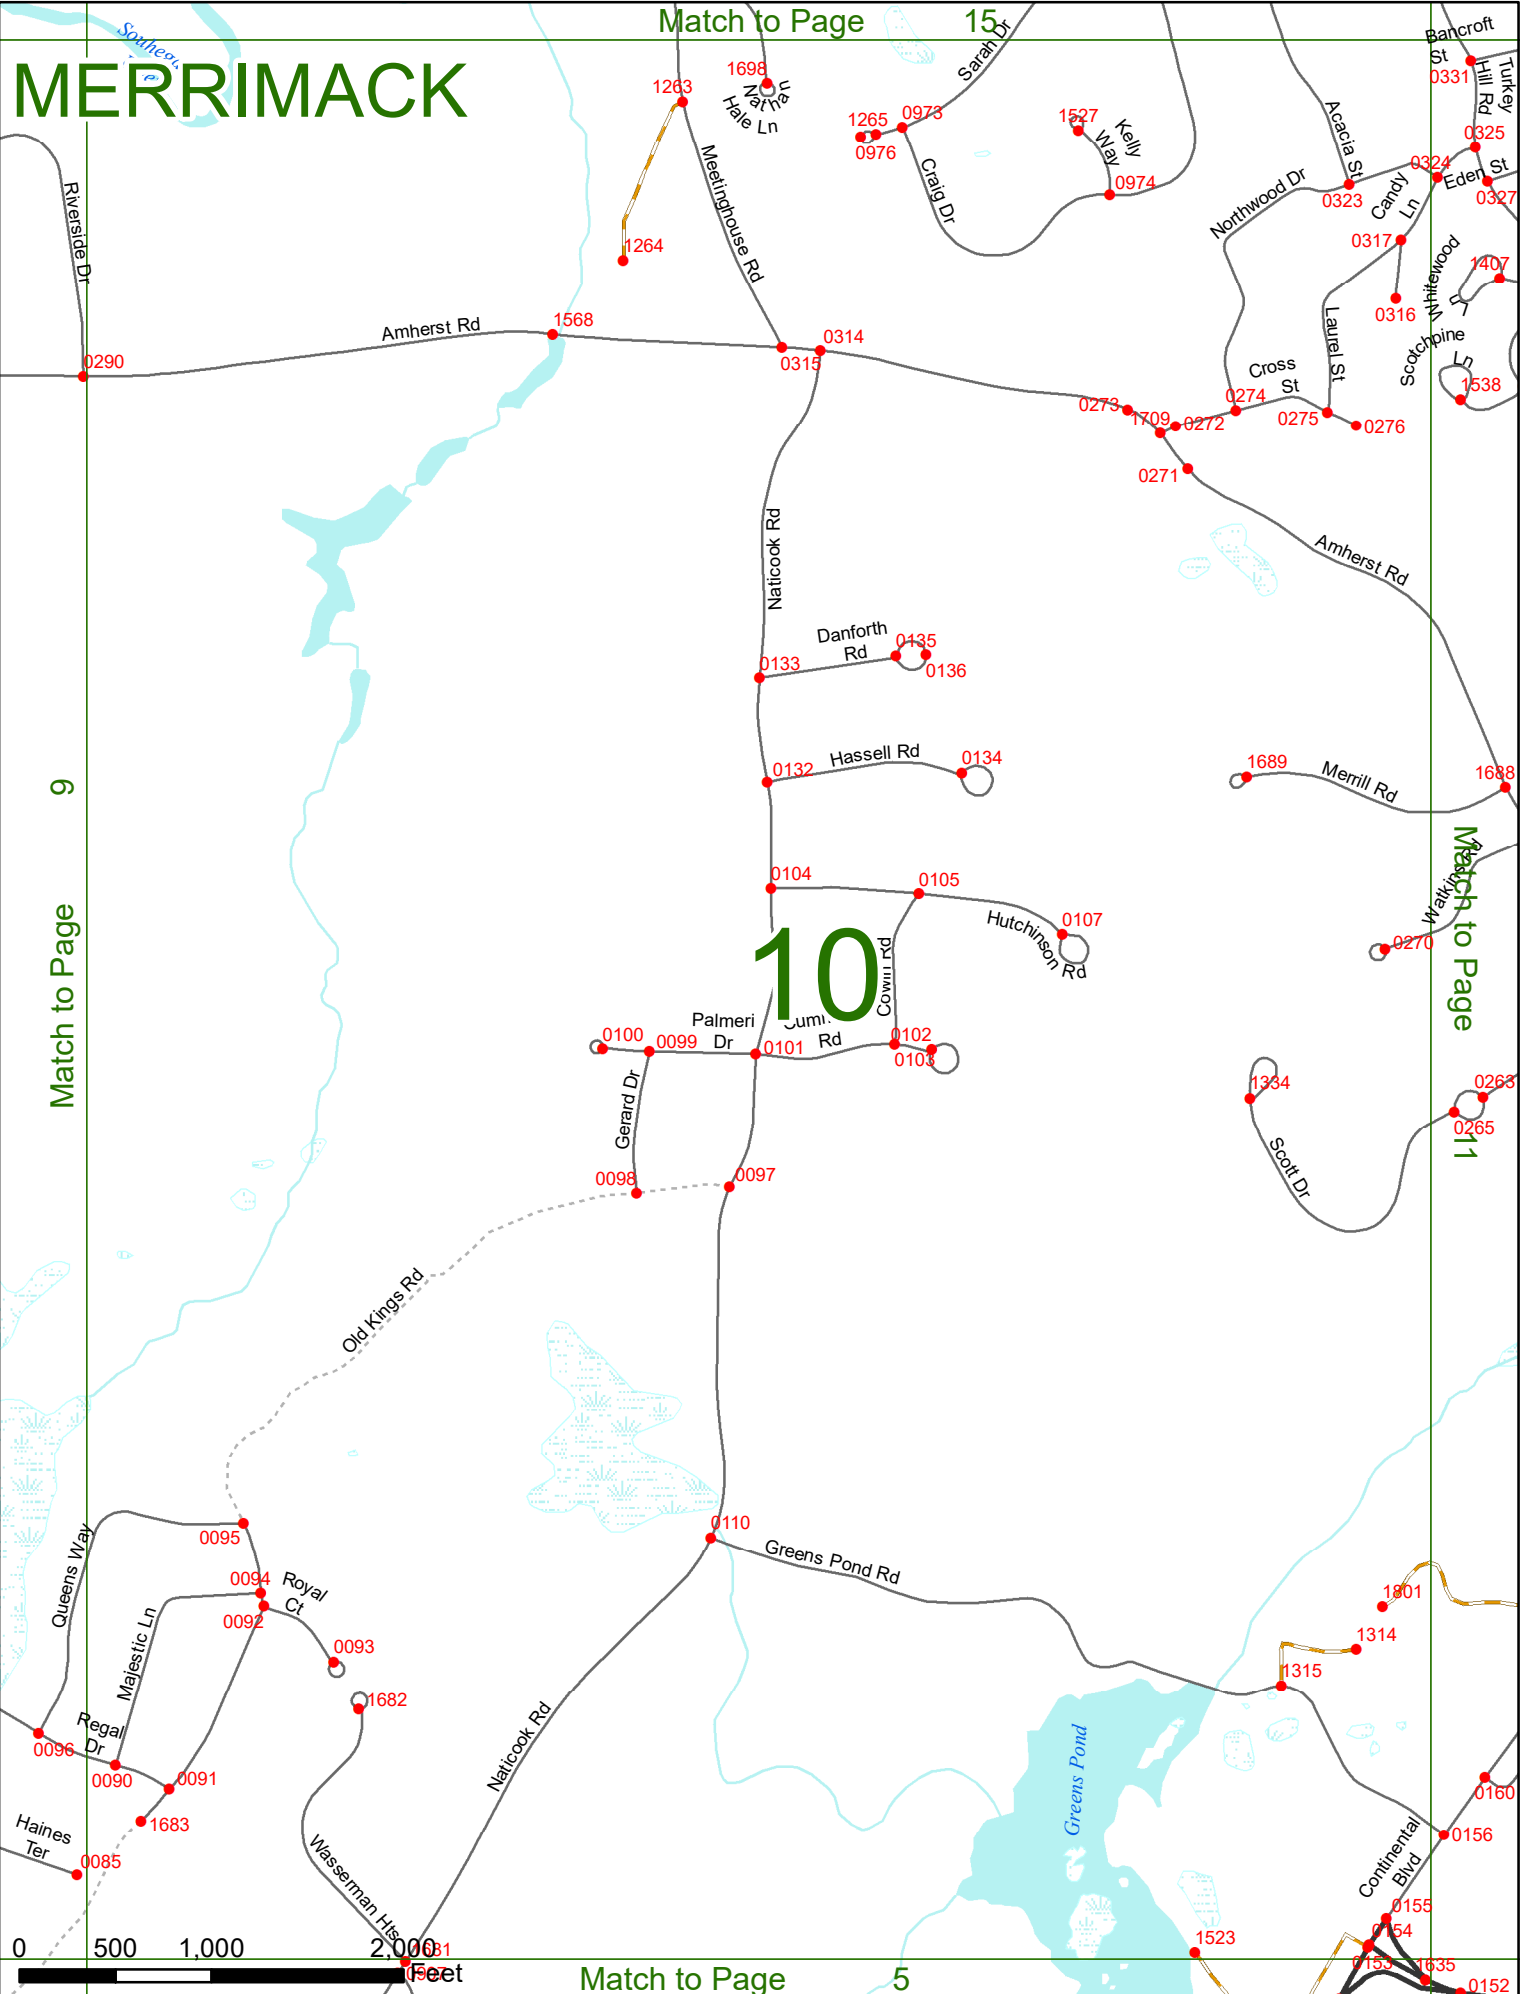 Match to Page 15
MERRIMACK
Bancroft
St
0331
Hill Rd
Turkey
Sarah Dr
1698
Nathan
Hale Ln
1263
1265
0976
0973
1527
Kelly
Way
0974
Acacia St
0325
0324
Eden St
0327
0323
Candy
Ln
Northwood Dr
Craig Dr
Meetinghouse Rd
Riverside Dr
1264
0317
Whitewood
Ln
1407
0316
Amherst Rd
1568
0314
0315
0290
Laurel St
Scotchpine
Ln
1538
Cross
St
0273
1709
0272
0274
0275
0276
0271
Amherst Rd
Naticook Rd
Danforth
Rd
0135
0136
0133
Hassell Rd
0134
0132
1689
Merrill Rd
1688
9
Match to Page
Match to Page
11
Watkins Rd
0270
0104
0105
Hutchinson Rd
0107
10
Cowin Rd
Palmeri
Dr
Rd
0100
0099
0101
0102
0103
Gerard Dr
1334
0263
0265
Scott Dr
0098
0097
Old Kings Rd
0110
Greens Pond Rd
Queens Way
0095
0094
0092
Royal
Ct
0093
Majestic Ln
1682
1801
1314
1315
Regal
Dr
0096
0090
0091
1683
Naticook Rd
Greens Pond
0160
0156
Haines
Ter
0085
Wasserman Hts
Continental
Blvd
0155
0154
0153
1635
0152
1523
1681
0 500 1,000 2,000
Feet
Match to Page 5